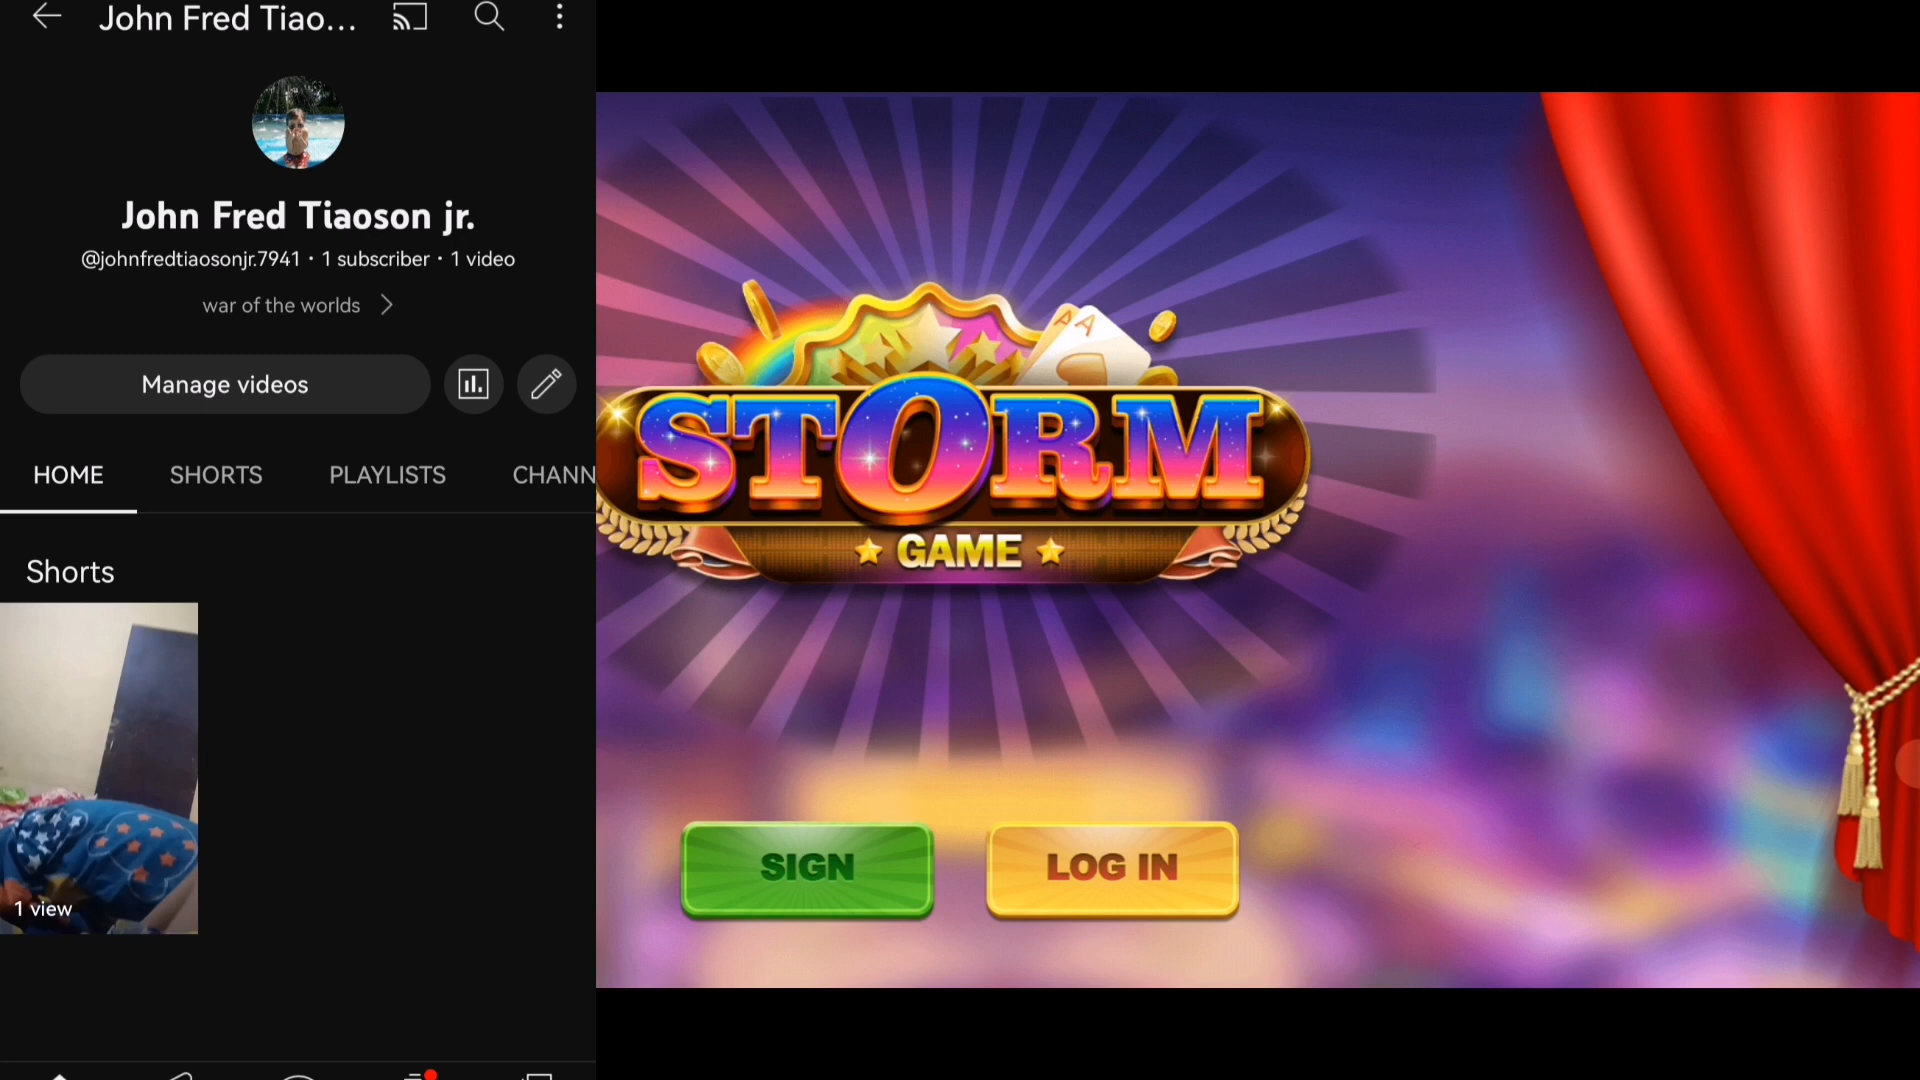 John Fred Tiao...
John Fred Tiaoson jr.
@johnfredtiaosonjr.7941 · 1 subscriber · 1 video
war of the worlds
Manage videos
HOME
SHORTS
PLAYLISTS
CHANN
Shorts
1 view
A A
STORM
GAME
SIGN
LOG IN